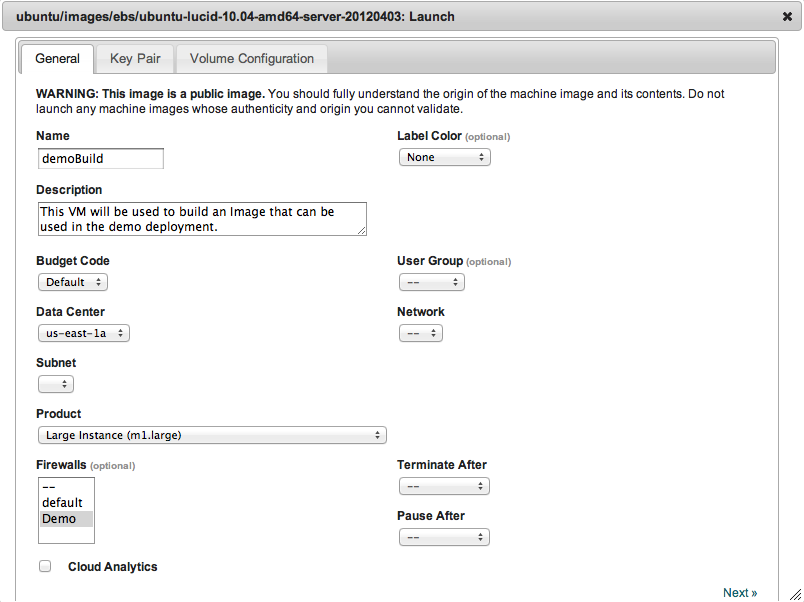 ubuntu/images/ebs/ubuntu-lucid-10.04-amd64-server-20120403: Launch
General Key Pair Volume Configuration
WARNING: This image is a public image. You should fully understand the origin of the machine image and its contents. Do not
launch any machine images whose authenticity and origin you cannot validate.
Name
demoBuild
Label Color (optional)
None
Description
This VM will be used to build an Image that can be
used in the demo deployment.
Budget Code
Default
User Group (optional)
--
Data Center
us-east-1a
Network
--
Subnet
Product
Large Instance (m1.large)
Firewalls (optional)
--
default
Demo
Terminate After
--
Pause After
--
Cloud Analytics
Next »